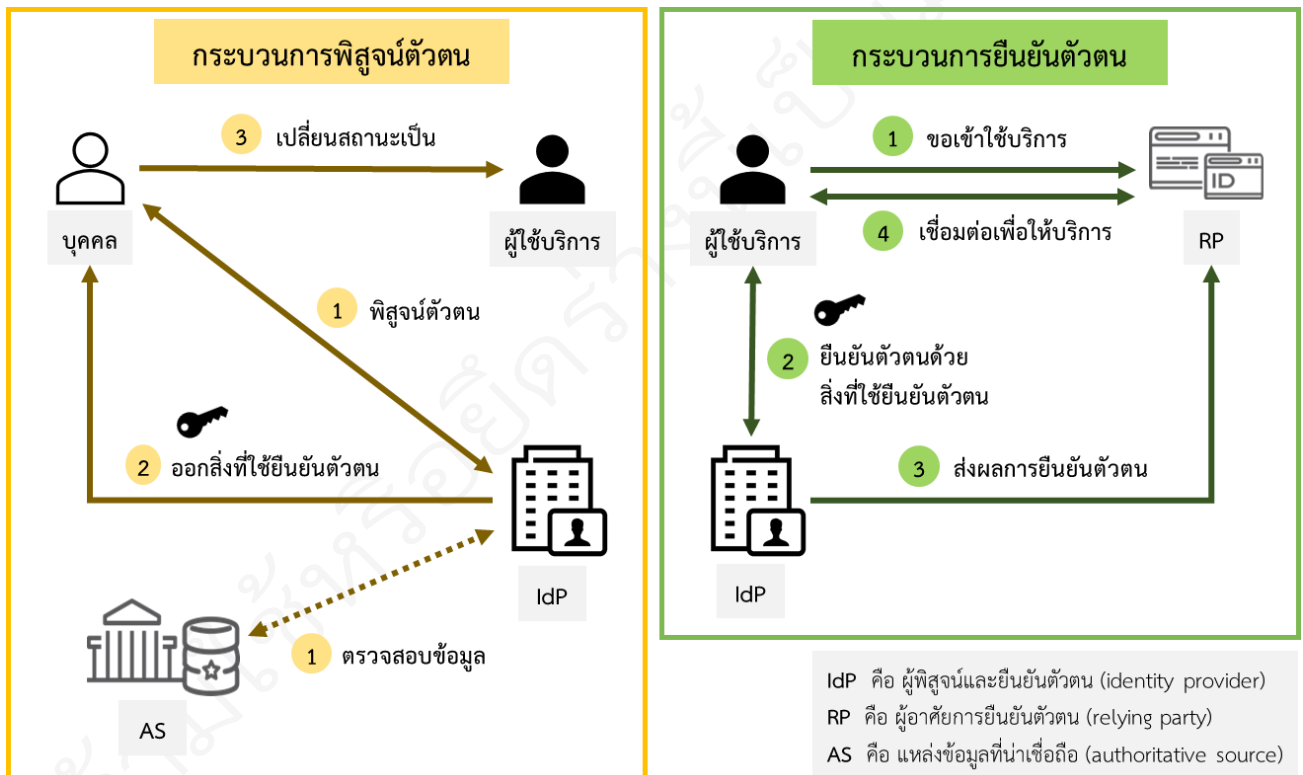 กระบวนการพิสูจน์ตัวตน
3 เปลี่ยนสถานะเป็น
บุคคล
ผู้ใช้บริการ
1 พิสูจน์ตัวตน
2 ออกสิ่งที่ใช้ยืนยันตัวตน
IdP
1 ตรวจสอบข้อมูล
AS
กระบวนการยืนยันตัวตน
1 ขอเข้าใช้บริการ
ID
4 เชื่อมต่อเพื่อให้บริการ
ผู้ใช้บริการ
RP
2 ยืนยันตัวตนด้วย
สิ่งที่ใช้ยืนยันตัวตน
3 ส่งผลการยืนยันตัวตน
IdP
IdP คือ ผู้พิสูจน์และยืนยันตัวตน (identity provider)
RP คือ ผู้อาศัยการยืนยันตัวตน (relying party)
AS คือ แหล่งข้อมูลที่น่าเชื่อถือ (authoritative source)